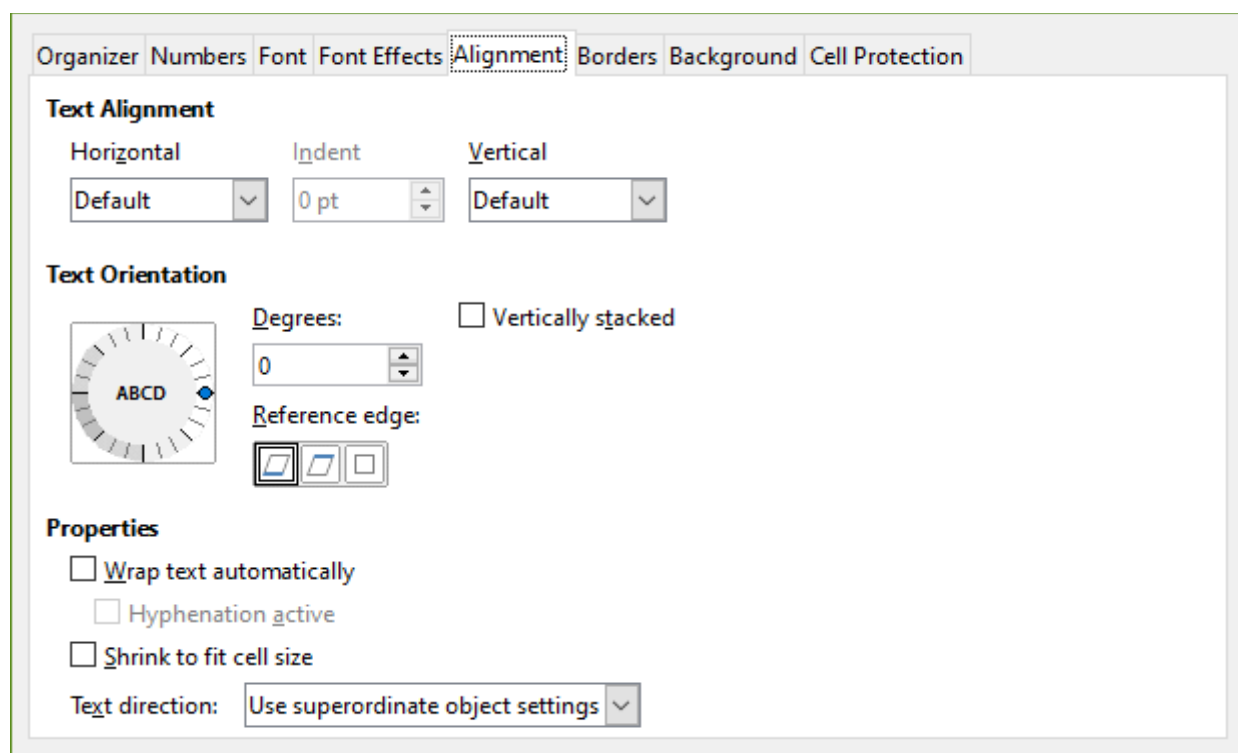 Organizer Numbers Font Font Effects Alignment Borders Background Cell Protection
Text Alignment
Horizontal Indent Vertical
Default 0 pt Default
Text Orientation
Degrees: Vertically stacked
0
ABCD
Reference edge:
Properties
Wrap text automatically
Hyphenation active
Shrink to fit cell size
Text direction: Use superordinate object settings